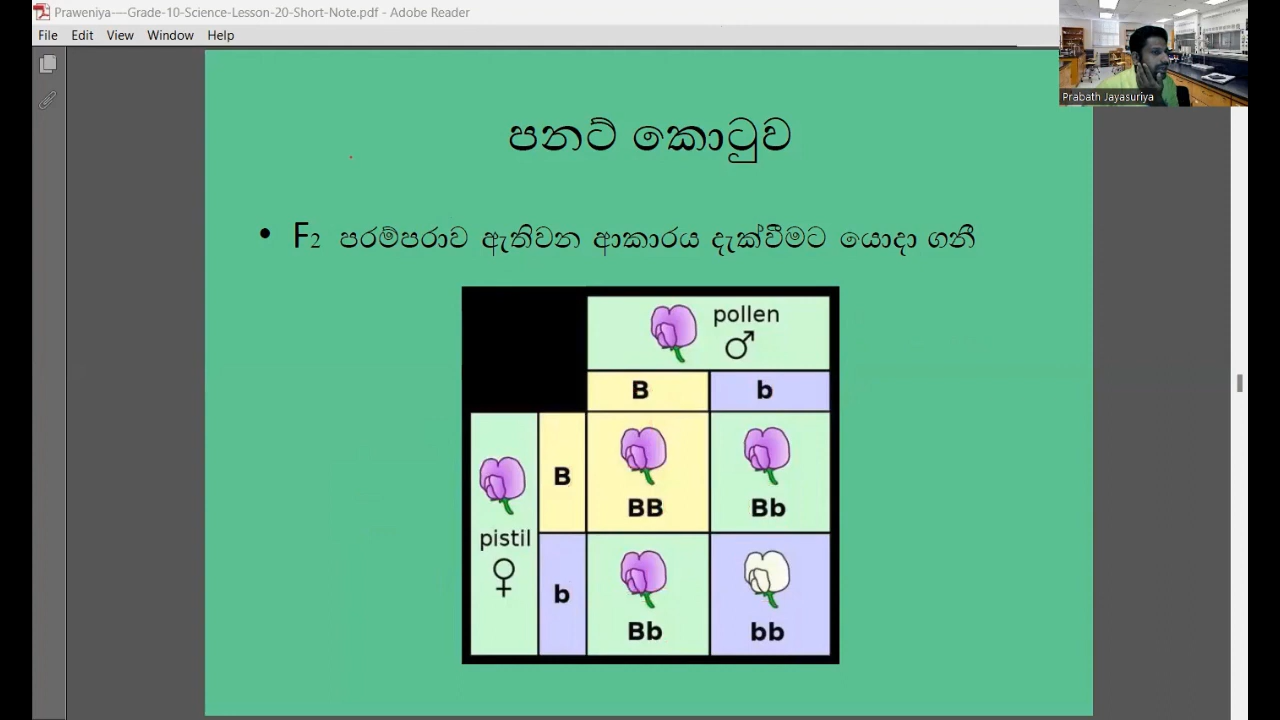 Praweniya----Grade-10-Science-Lesson-20-Short-Note.pdf - Adobe Reader
File Edit View Window Help
Prabath Jayasuriya
පනට් කොටුව
• F2 පරම්පරාව ඇතිවන ආකාරය දැක්වීමට යොදා ගනී
pollen
♂
B b
B
BB Bb
pistil
♀
b
Bb bb